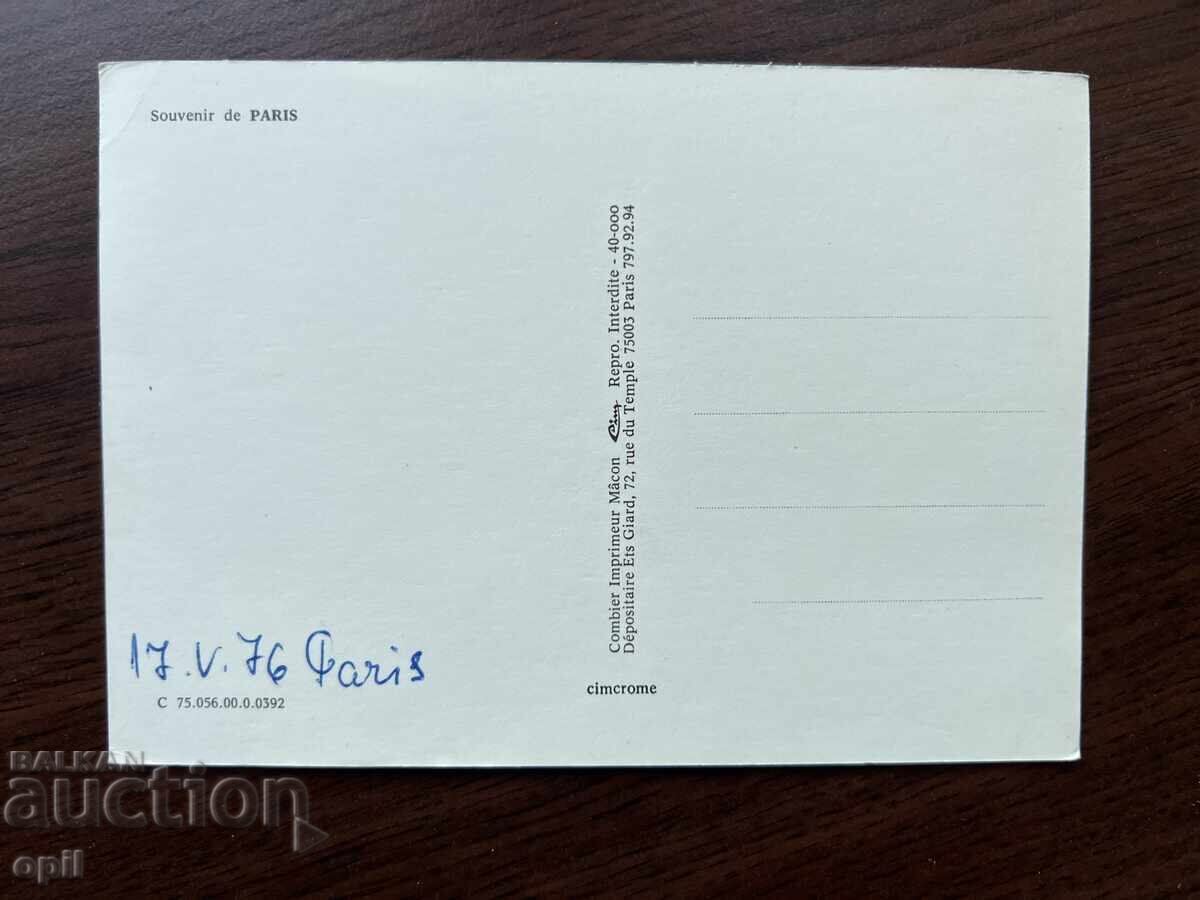 Souvenir de PARIS
Combier Imprimeur Mâcon Cim Repro. Interdite - 40-000
Dépositaire Ets Giard, 72, rue du Temple 75003 Paris 797.92.94
17.V.76 Paris
C 75.056.00.0.0392
cimcrome
BALKAN
auction
opil